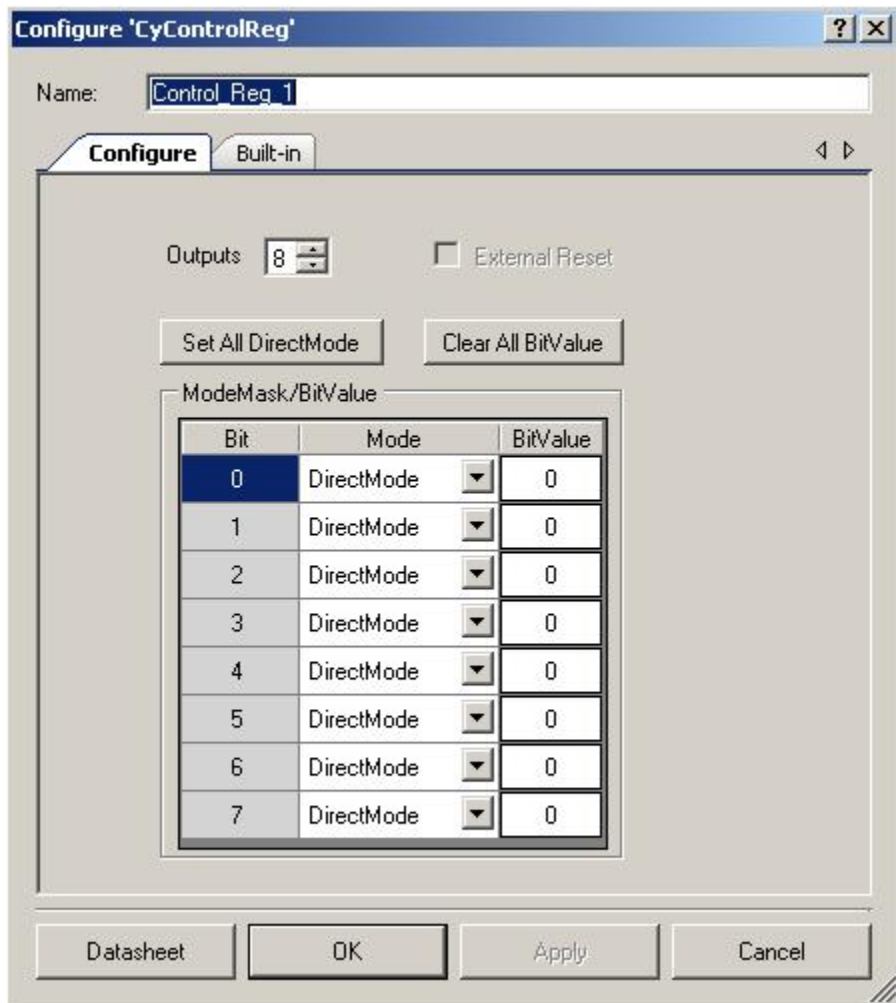 Configure 'CyControlReg'
Name: Control_Reg_1
Configure Built-in
Outputs 8 External Reset
Set All DirectMode Clear All BitValue
ModeMask/BitValue
Bit Mode BitValue
0 DirectMode 0
1 DirectMode 0
2 DirectMode 0
3 DirectMode 0
4 DirectMode 0
5 DirectMode 0
6 DirectMode 0
7 DirectMode 0
Datasheet OK Apply Cancel